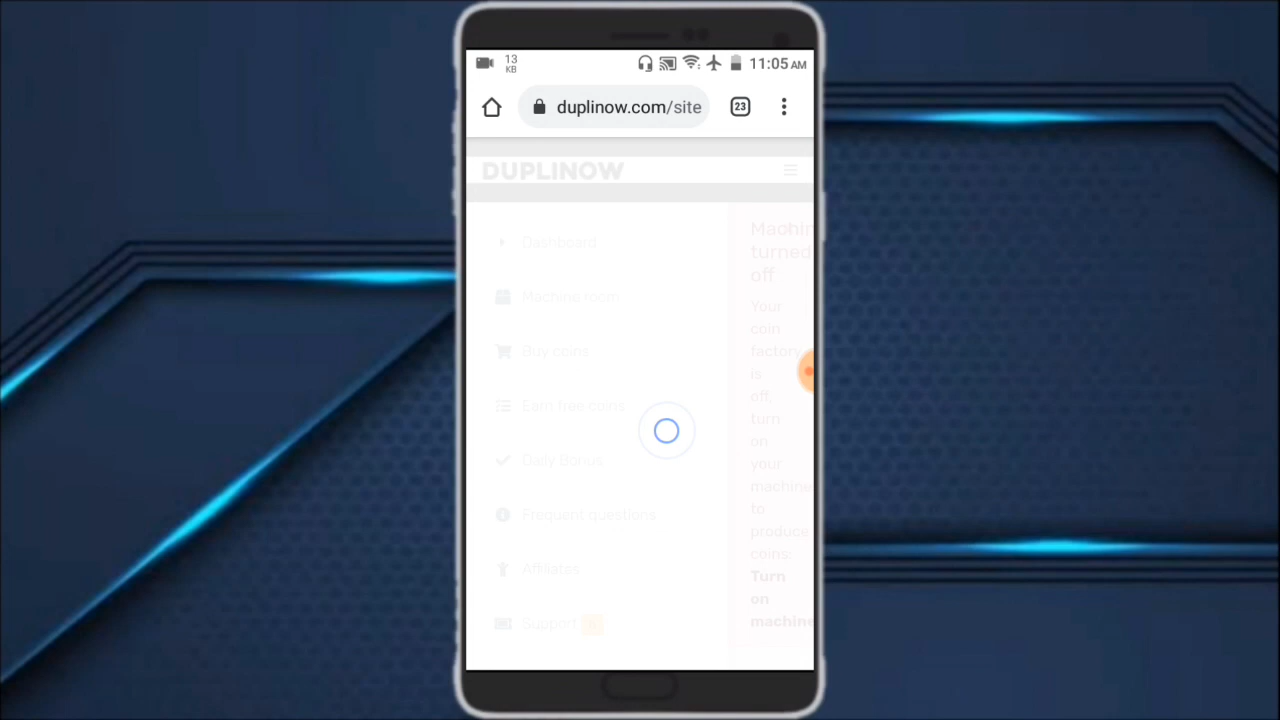 13
KB
11:05 AM
duplinow.com/site
23
DUPLINOW
Dashboard
Machine room
Buy coins
Earn free coins
Daily Bonus
Frequent questions
Affiliates
Support
Machin
turned
off
Your
coin
factory
is
off,
turn
on
your
machine
to
produce
coins:
Turn
on
machine